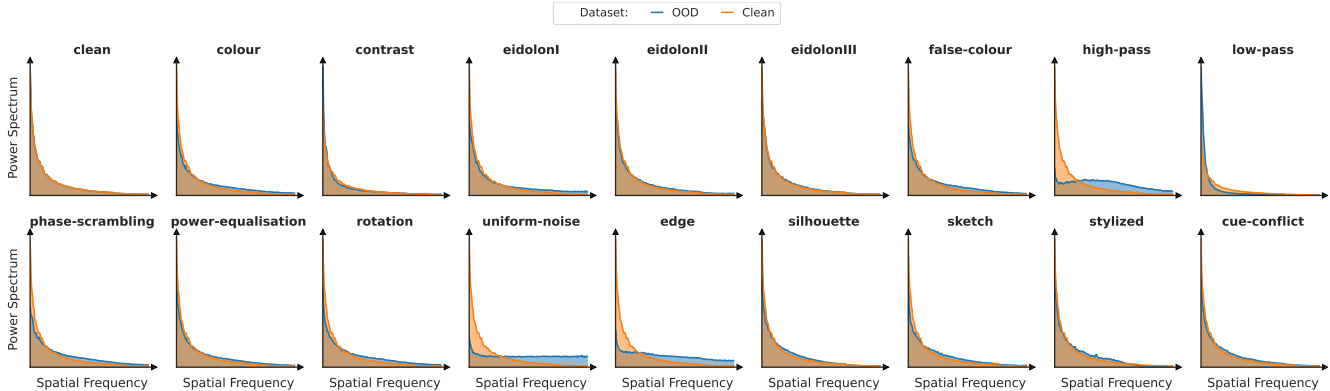 Dataset: OOD Clean
clean colour contrast eidolonI eidolonII eidolonIII false-colour high-pass low-pass
Power Spectrum
phase-scrambling power-equalisation rotation uniform-noise edge silhouette sketch stylized cue-conflict
Power Spectrum
Spatial Frequency Spatial Frequency Spatial Frequency Spatial Frequency Spatial Frequency Spatial Frequency Spatial Frequency Spatial Frequency Spatial Frequency